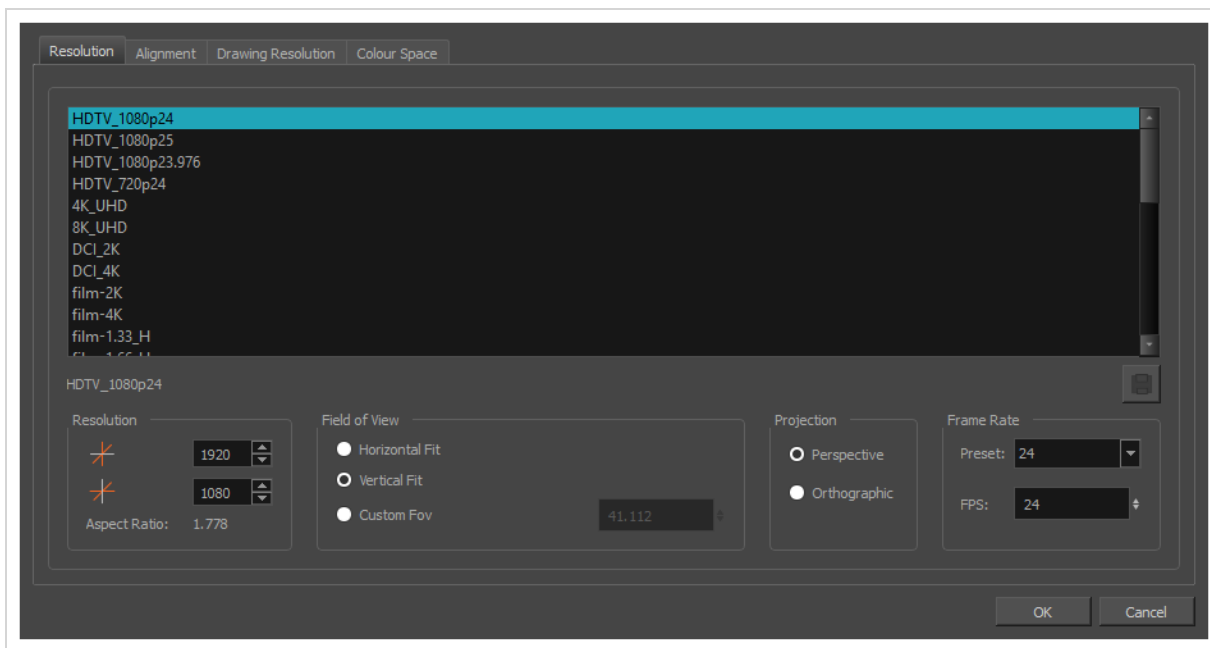 Resolution Alignment Drawing Resolution Colour Space
HDTV_1080p24
HDTV_1080p25
HDTV_1080p23.976
HDTV_720p24
4K_UHD
8K_UHD
DCI_2K
DCI_4K
film-2K
film-4K
film-1.33_H
HDTV_1080p24
Resolution
1920
1080
Aspect Ratio: 1.778
Field of View
Horizontal Fit
Vertical Fit
Custom Fov 41.112
Projection
Perspective
Orthographic
Frame Rate
Preset: 24
FPS: 24
OK Cancel